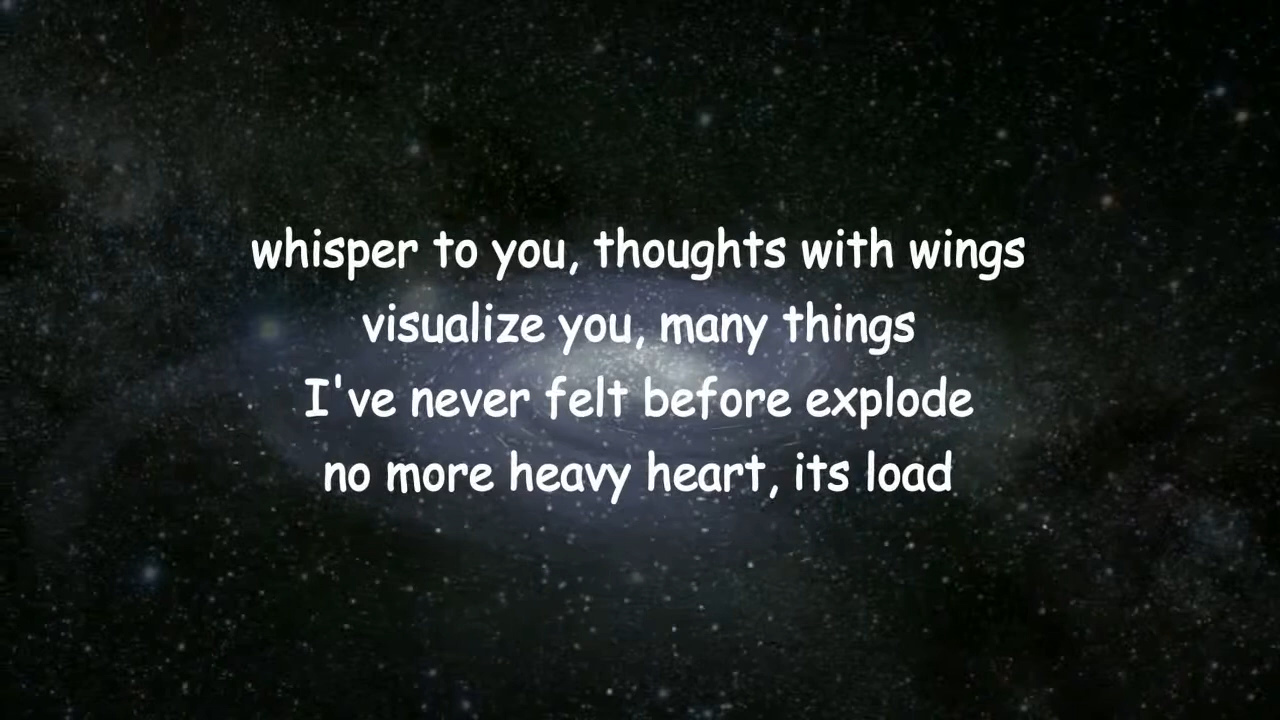 whisper to you, thoughts with wings
visualize you, many things
I've never felt before explode
no more heavy heart, its load